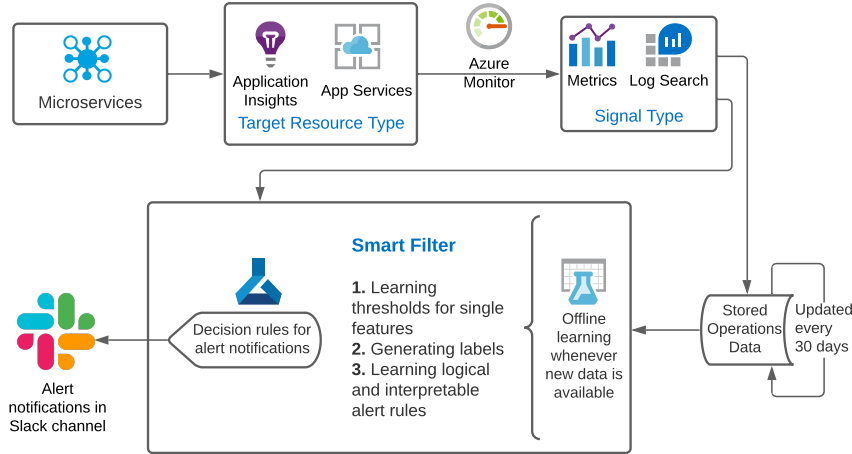 Microservices
Application
Insights
App Services
Target Resource Type
Azure
Monitor
Metrics
Log Search
Signal Type
Smart Filter
1. Learning
thresholds for single
features
2. Generating labels
3. Learning logical
and interpretable
alert rules
Decision rules for
alert notifications
Offline
learning
whenever
new data is
available
Stored
Operations
Data
Updated
every
30 days
Alert
notifications in
Slack channel